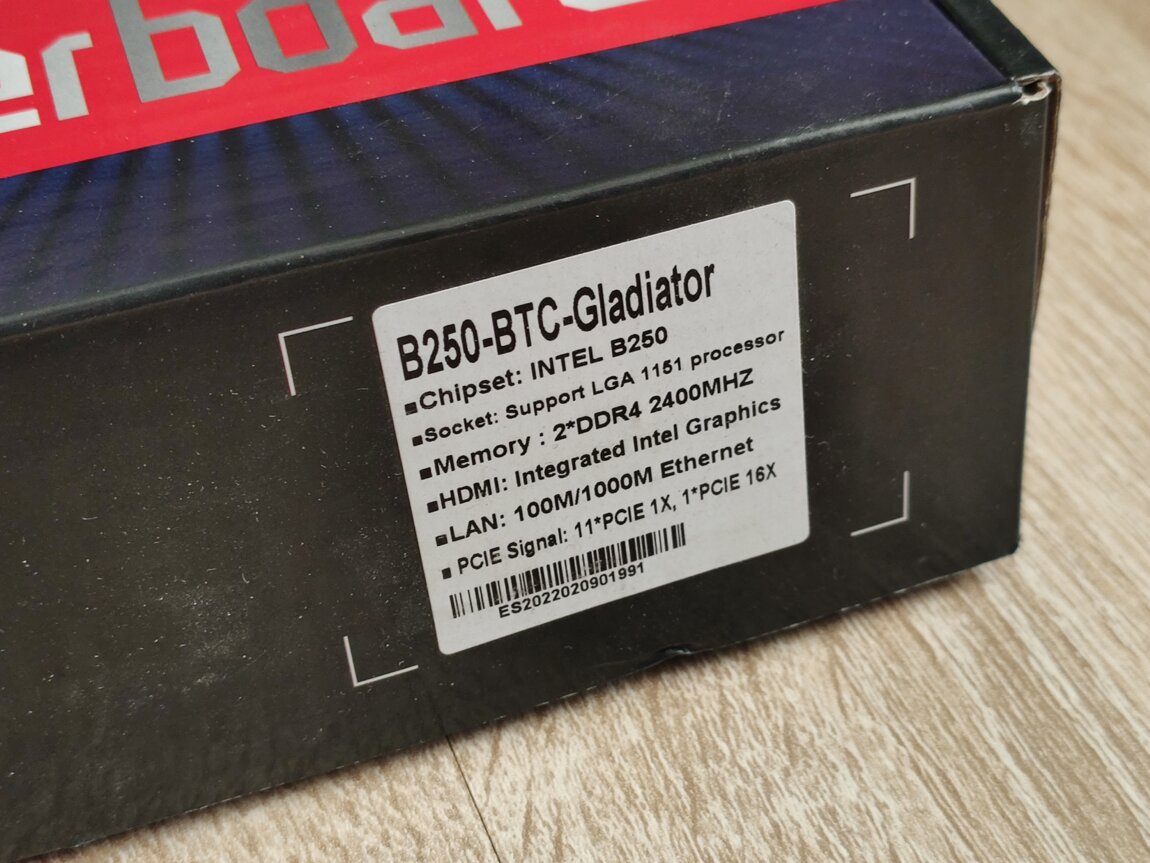 erboar
B250-BTC-Gladiator
▪Chipset: INTEL B250
▪Socket: Support LGA 1151 processor
▪Memory : 2*DDR4 2400MHZ
▪HDMI: Integrated Intel Graphics
▪LAN: 100M/1000M Ethernet
▪ PCIE Signal: 11*PCIE 1X, 1*PCIE 16X
ES2022020901991